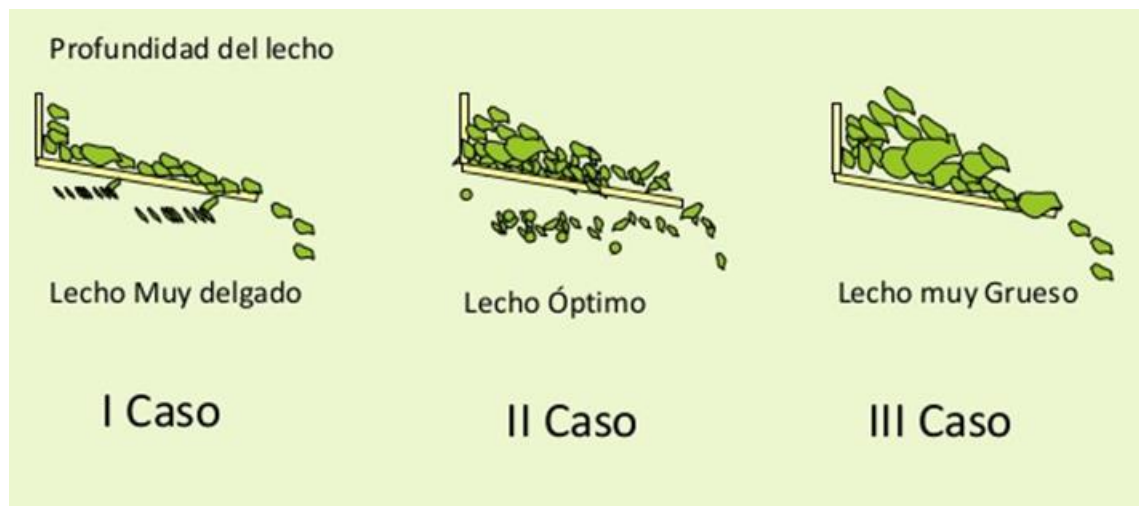 Profundidad del lecho
Lecho Muy delgado
Lecho Óptimo
Lecho muy Grueso
I Caso
II Caso
III Caso